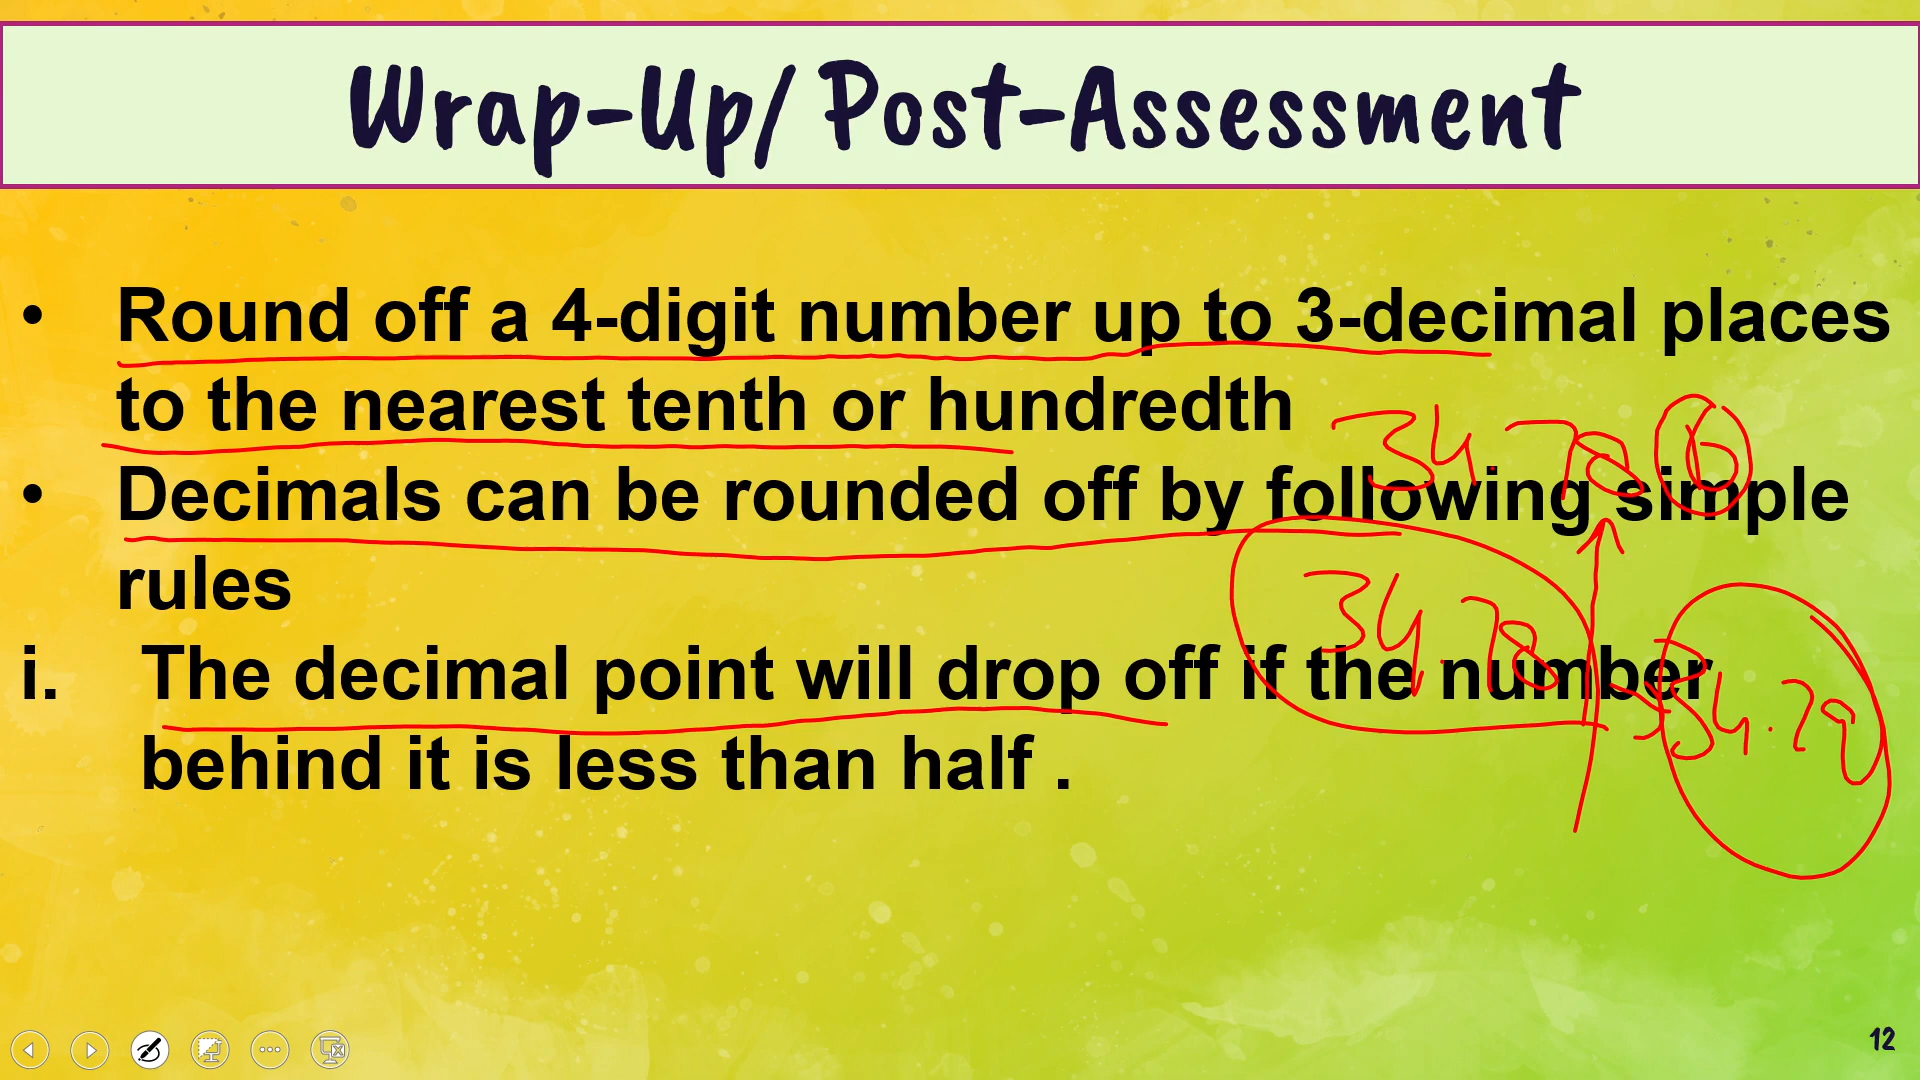 Wrap-Up/ Post-Assessment
• Round off a 4-digit number up to 3-decimal places
to the nearest tenth or hundredth
• Decimals can be rounded off by following simple
rules
i. The decimal point will drop off if the number
behind it is less than half .
34.78
12